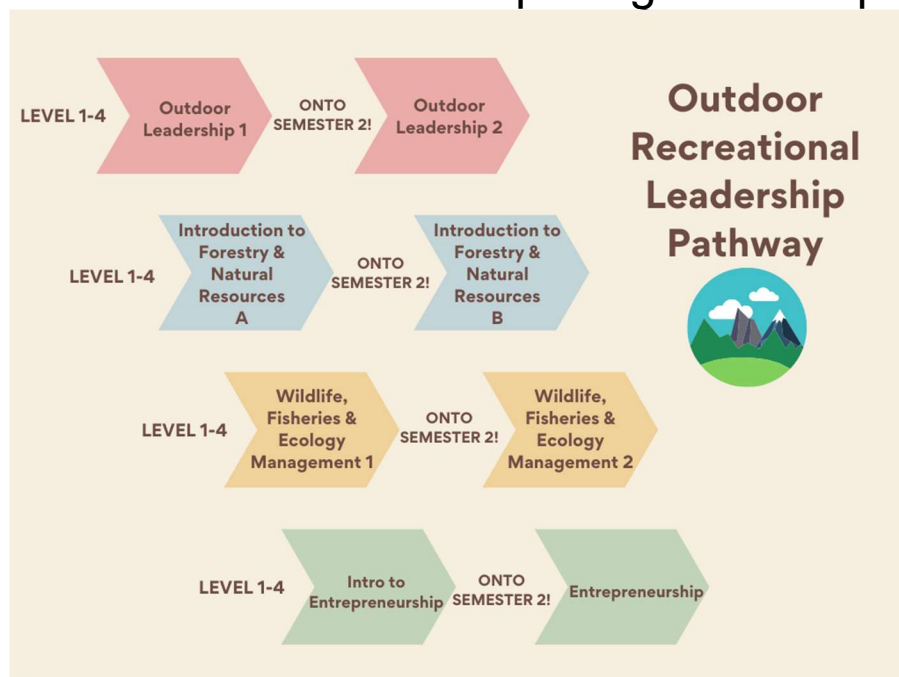 Outdoor
Recreational
Leadership
Pathway
LEVEL 1-4
Outdoor
Leadership 1
ONTO
SEMESTER 2!
Outdoor
Leadership 2
LEVEL 1-4
Introduction to
Forestry &
Natural
Resources
A
ONTO
SEMESTER 2!
Introduction to
Forestry &
Natural
Resources
B
LEVEL 1-4
Wildlife,
Fisheries &
Ecology
Management 1
ONTO
SEMESTER 2!
Wildlife,
Fisheries &
Ecology
Management 2
LEVEL 1-4
Intro to
Entrepreneurship
ONTO
SEMESTER 2!
Entrepreneurship